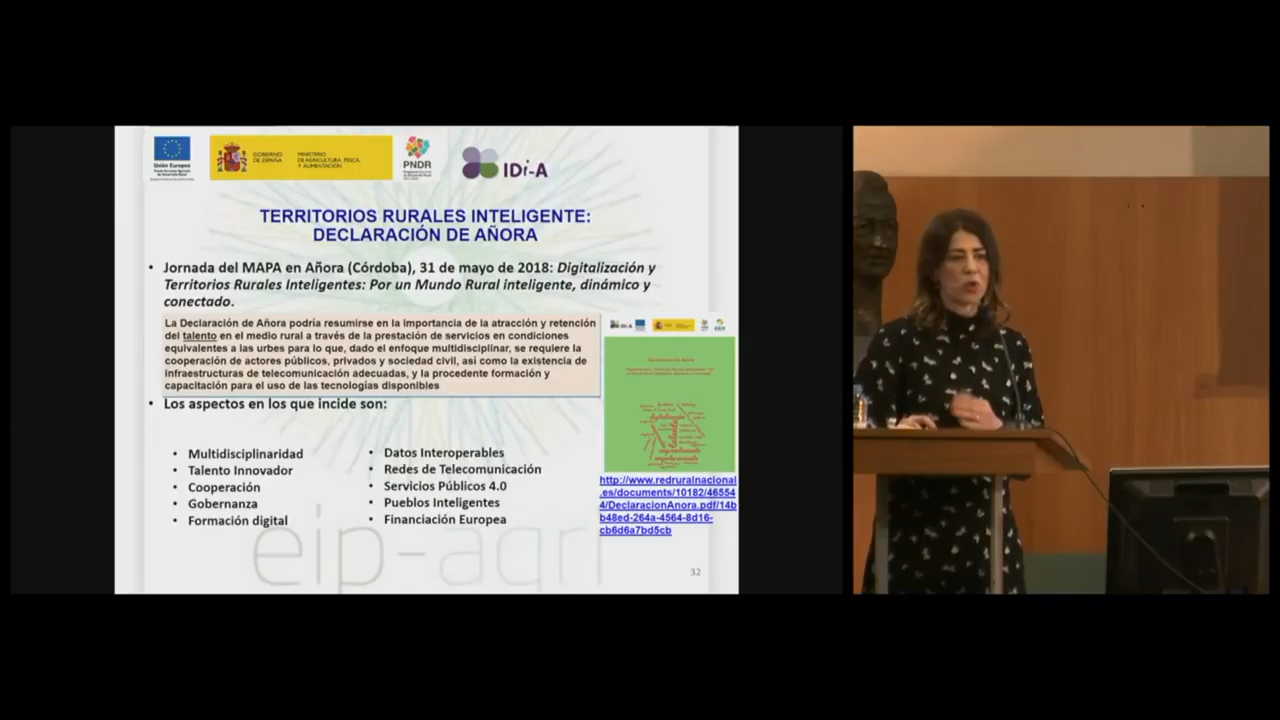 Unión Europea
GOBIERNO DE ESPAÑA
MINISTERIO DE AGRICULTURA, PESCA, Y ALIMENTACIÓN
PNDR
IDi-A
TERRITORIOS RURALES INTELIGENTE:
DECLARACIÓN DE AÑORA
• Jornada del MAPA en Añora (Córdoba), 31 de mayo de 2018: Digitalización y
Territorios Rurales Inteligentes: Por un Mundo Rural inteligente, dinámico y
conectado.
La Declaración de Añora podría resumirse en la importancia de la atracción y retención
del talento en el medio rural a través de la prestación de servicios en condiciones
equivalentes a las urbes para lo que, dado el enfoque multidisciplinar, se requiere la
cooperación de actores públicos, privados y sociedad civil, asi como la existencia de
infraestructuras de telecomunicación adecuadas, y la procedente formación y
capacitación para el uso de las tecnologías disponibles
• Los aspectos en los que incide son:
• Multidisciplinaridad
• Talento Innovador
• Cooperación
• Gobernanza
• Formación digital
• Datos Interoperables
• Redes de Telecomunicación
• Servicios Públicos 4.0
• Pueblos Inteligentes
• Financiación Europea
http://www.redruralnacional
.es/documents/10182/46554
4/DeclaracionAnora.pdf/14b
b48ed-264a-4564-8d16-
cb6d6a7bd5cb
eip-agri
32